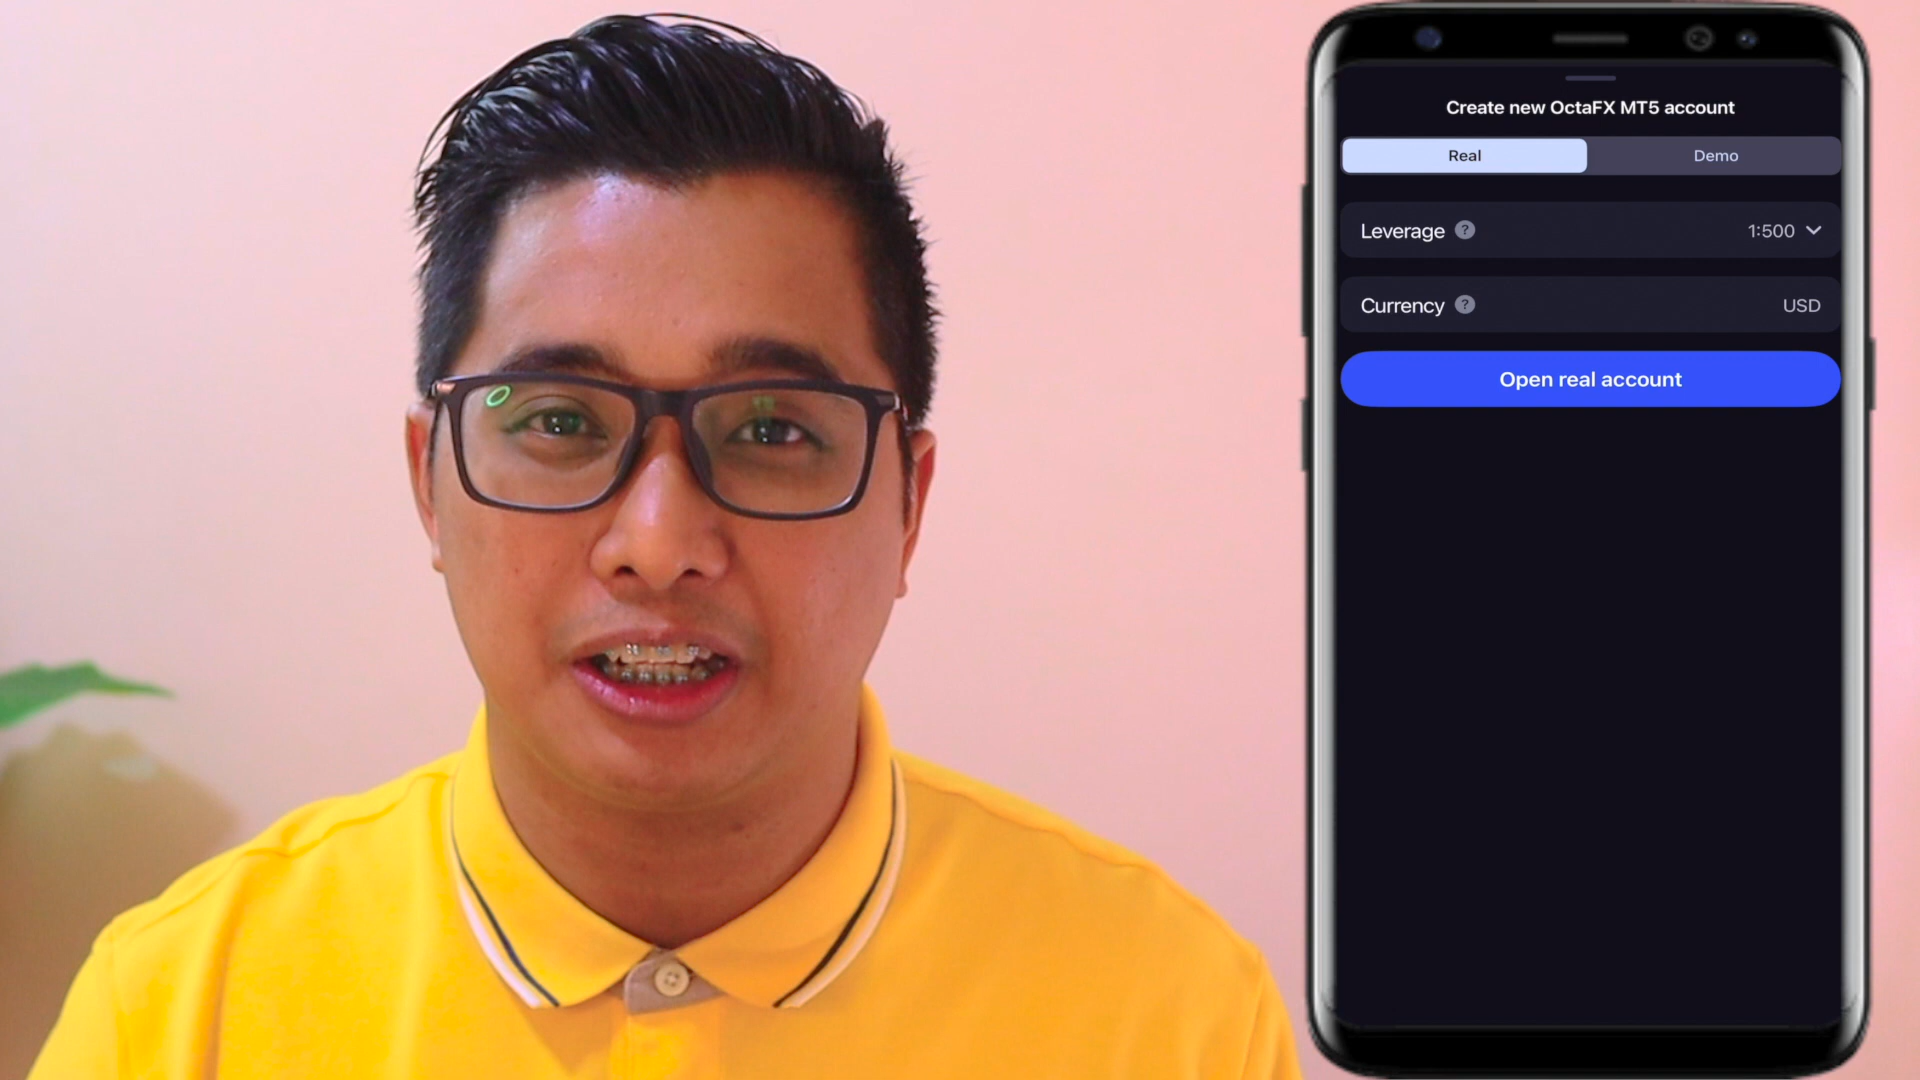 Create new OctaFX MT5 account
Real
Demo
Leverage ?
1:500
Currency ?
USD
Open real account